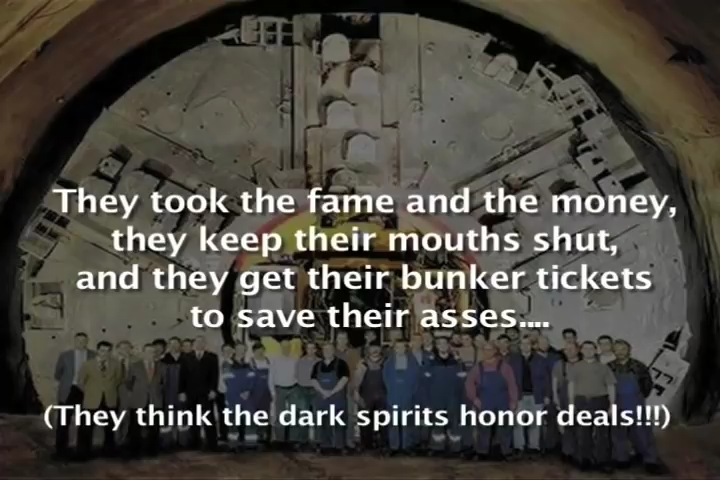 They took the fame and the money,
they keep their mouths shut,
and they get their bunker tickets
to save their asses....
(They think the dark spirits honor deals!!!)